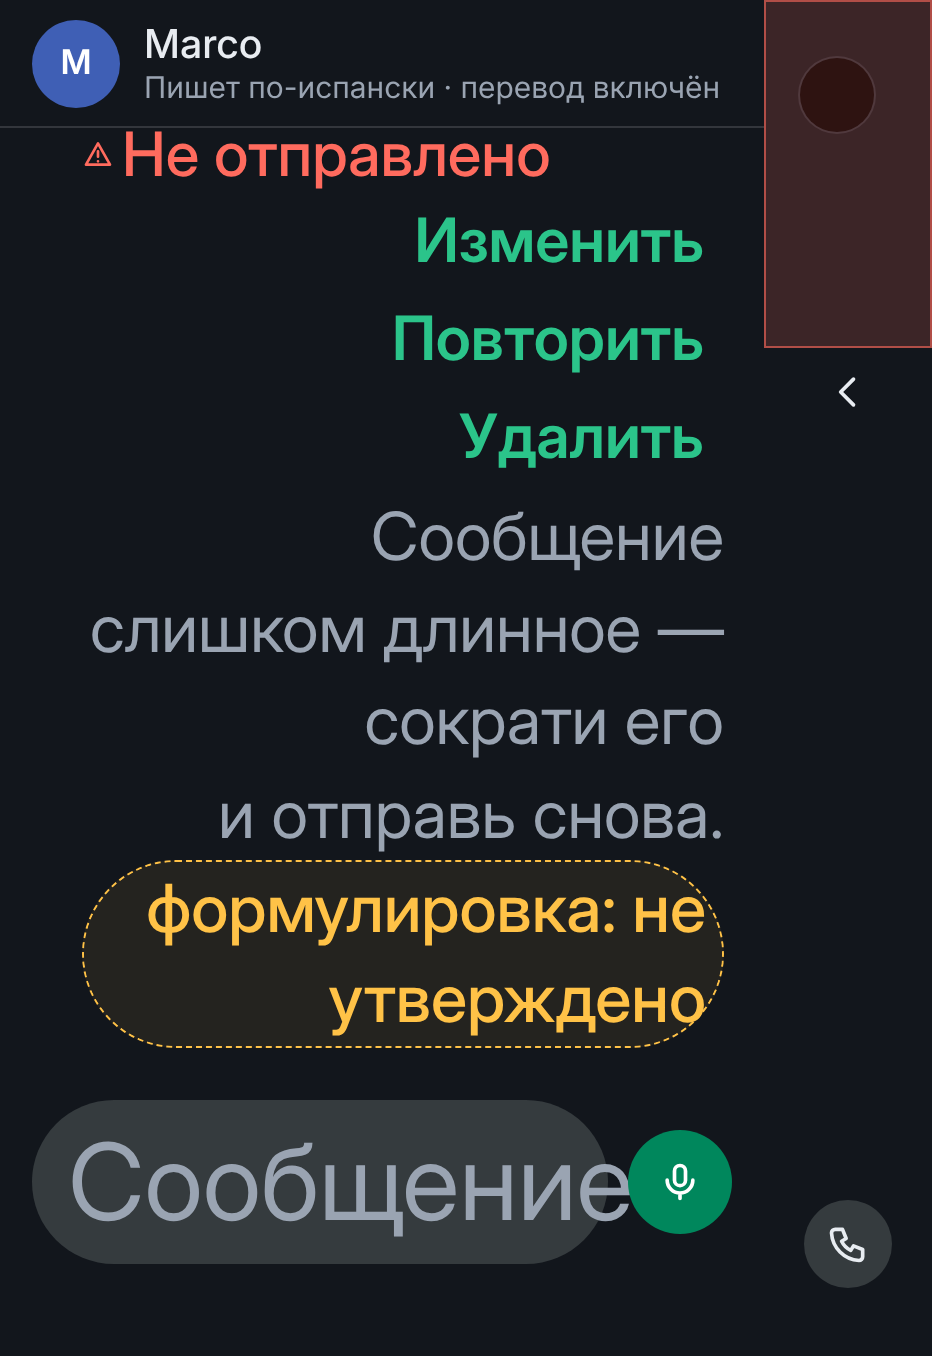 M
Marco
Пишет по-испански · перевод включён
Не отправлено
Изменить
Повторить
Удалить
Сообщение
слишком длинное —
сократи его
и отправь снова.
формулировка: не
утверждено
Сообщение